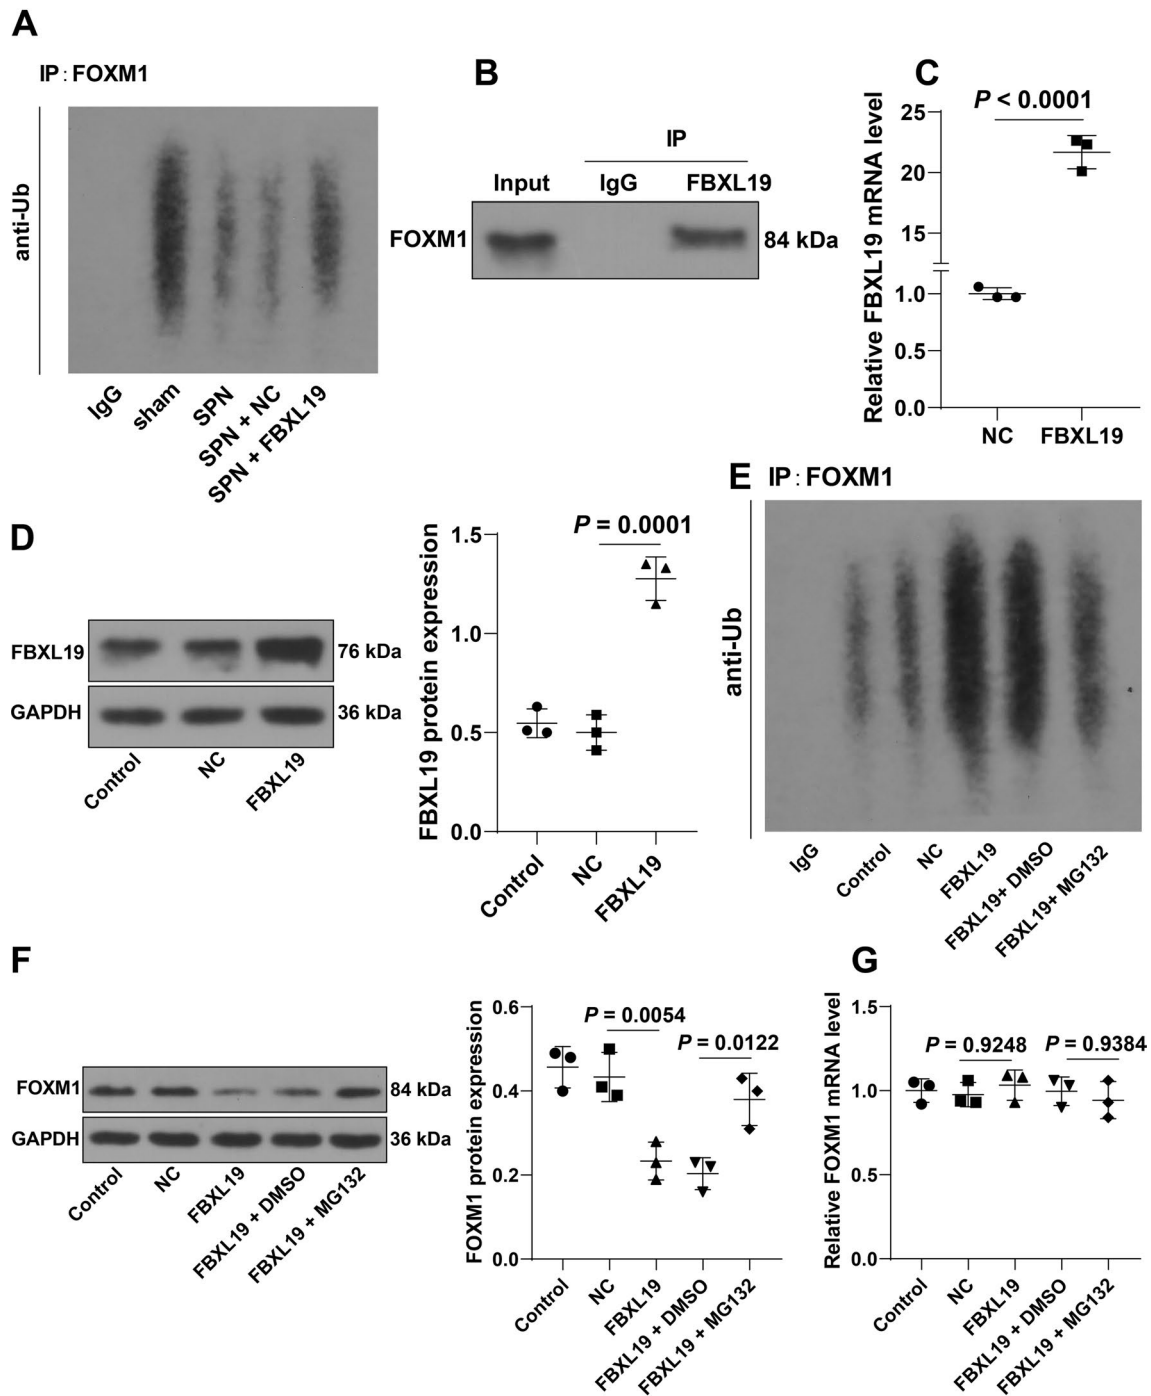 A
IP : FOXM1
anti-Ub
IgG
sham
SPN
SPN + NC
SPN + FBXL19
B
IP
Input
IgG
FBXL19
FOXM1
84 kDa
C
P < 0.0001
Relative FBXL19 mRNA level
25
20
15
1.0
0.5
0.0
NC
FBXL19
D
FBXL19
76 kDa
GAPDH
36 kDa
Control
NC
FBXL19
P = 0.0001
FBXL19 protein expression
1.5
1.0
0.5
0.0
Control
NC
FBXL19
E
IP : FOXM1
anti-Ub
IgG
Control
NC
FBXL19
FBXL19+ DMSO
FBXL19+ MG132
F
FOXM1
84 kDa
GAPDH
36 kDa
Control
NC
FBXL19
FBXL19 + DMSO
FBXL19 + MG132
FOXM1 protein expression
0.6
0.4
0.2
0.0
P = 0.0054
P = 0.0122
Control
NC
FBXL19
FBXL19 + DMSO
FBXL19 + MG132
G
Relative FOXM1 mRNA level
1.5
1.0
0.5
0.0
P = 0.9248
P = 0.9384
Control
NC
FBXL19
FBXL19 + DMSO
FBXL19 + MG132